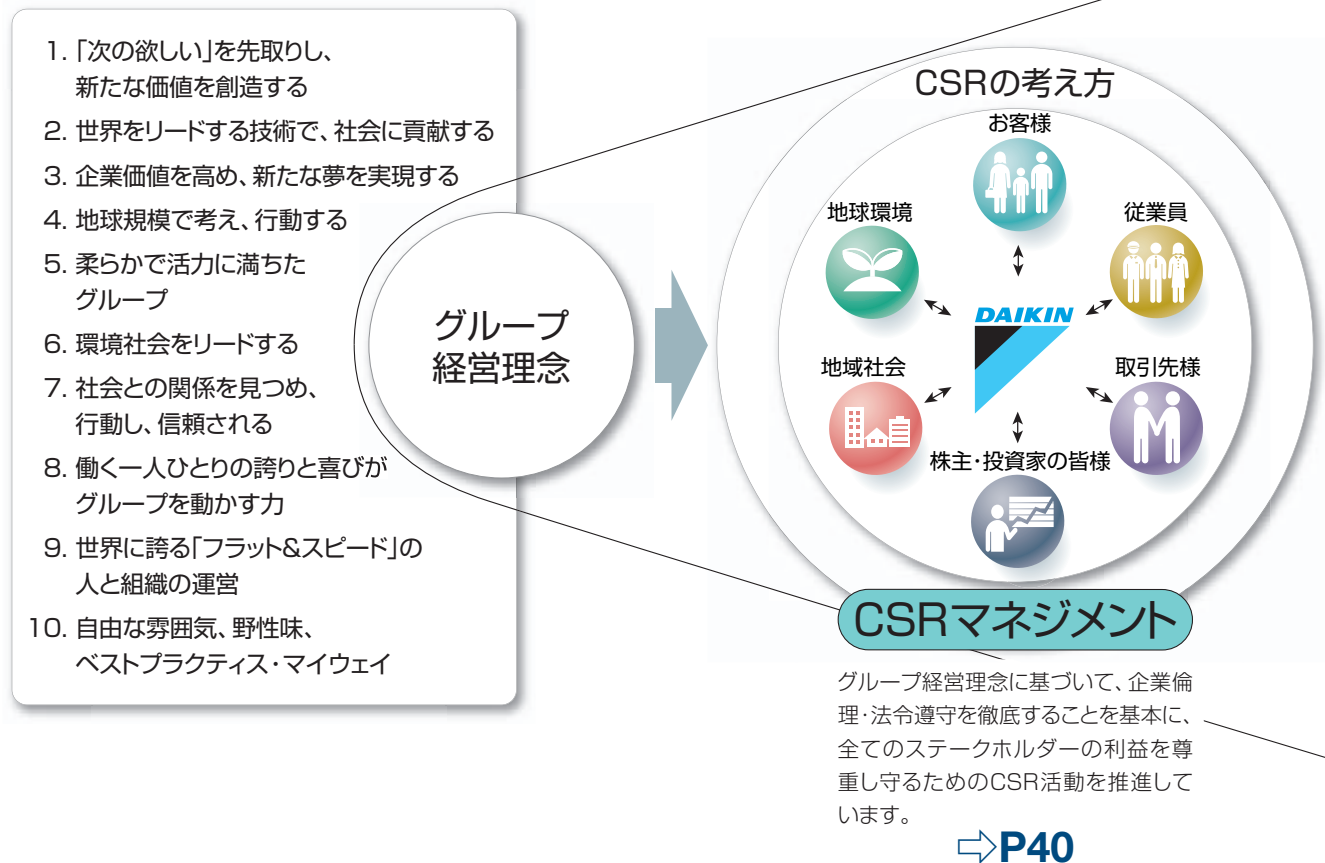 1. 「次の欲しい」を先取りし、
新たな価値を創造する
2. 世界をリードする技術で、社会に貢献する
3. 企業価値を高め、新たな夢を実現する
4. 地球規模で考え、行動する
5. 柔らかで活力に満ちた
グループ
6. 環境社会をリードする
7. 社会との関係を見つめ、
行動し、信頼される
8. 働く一人ひとりの誇りと喜びが
グループを動かす力
9. 世界に誇る「フラット&スピード」の
人と組織の運営
10. 自由な雰囲気、野性味、
ベストプラクティス・マイウェイ
グループ
経営理念
CSRの考え方
お客様
地球環境
従業員
DAIKIN
地域社会
取引先様
株主・投資家の皆様
CSRマネジメント
グループ経営理念に基づいて、企業倫
理・法令遵守を徹底することを基本に、
全てのステークホルダーの利益を尊
重し守るためのCSR活動を推進して
います。
⇨P40